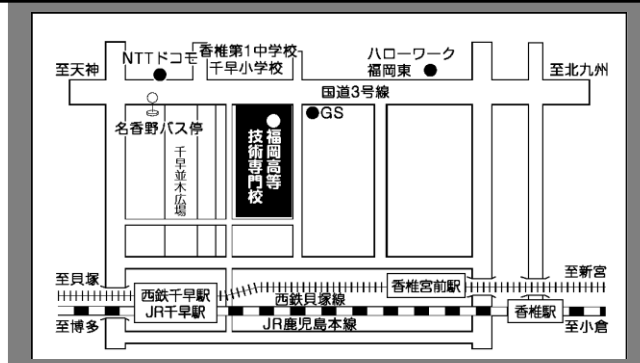 NTTドコモ
香椎第1中学校
千早小学校
ハローワーク
福岡東
至天神
至北九州
国道3号線
GS
名香野バス停
福岡高等
技術専門校
千早並木広場
至貝塚
至新宮
西鉄千早駅
JR千早駅
香椎宮前駅
西鉄貝塚線
香椎駅
至博多
JR鹿児島本線
至小倉